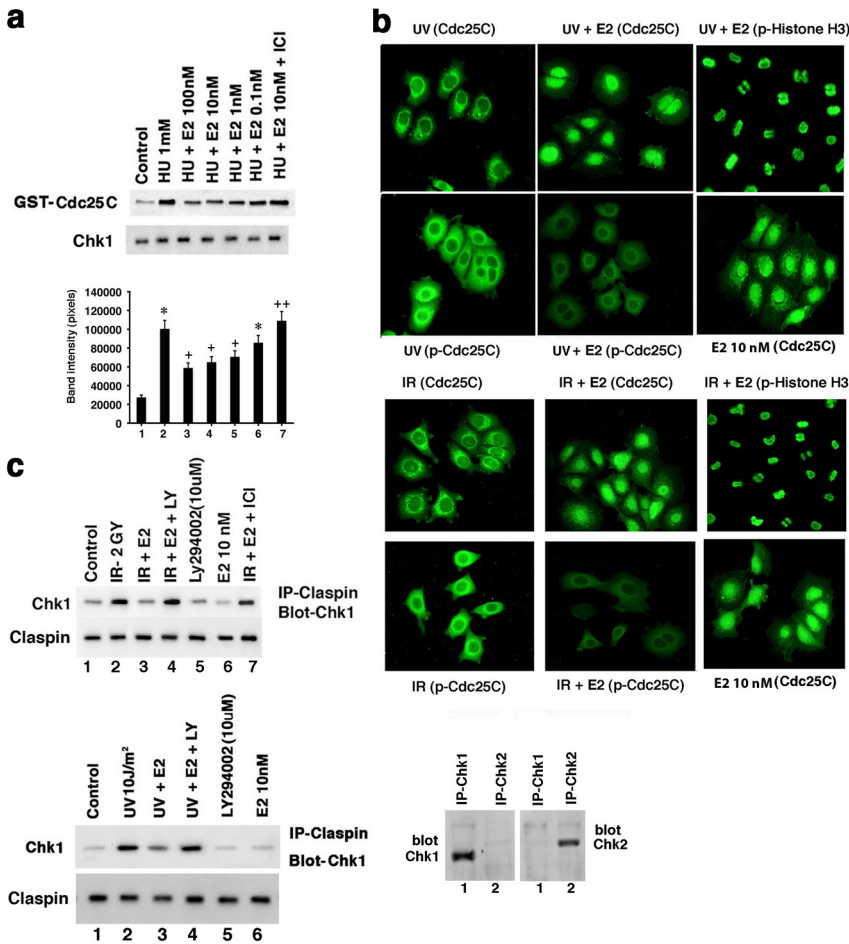 a
Control
HU 1mM
HU + E2 100nM
HU + E2 10nM
HU + E2 1nM
HU + E2 0.1nM
HU + E2 10nM + ICI
GST-Cdc25C
Chk1
Band intensity (pixels)
140000
120000
100000
80000
60000
40000
20000
0
* + + + * ++
1 2 3 4 5 6 7
b
UV (Cdc25C) UV + E2 (Cdc25C) UV + E2 (p-Histone H3)
UV (p-Cdc25C) UV + E2 (p-Cdc25C) E2 10 nM (Cdc25C)
IR (Cdc25C) IR + E2 (Cdc25C) IR + E2 (p-Histone H3
IR (p-Cdc25C) IR + E2 (p-Cdc25C) E2 10 nM (Cdc25C)
c
Control
IR- 2 GY
IR + E2
IR + E2 + LY
Ly294002(10uM)
E2 10 nM
IR + E2 + ICI
Chk1
IP-Claspin
Blot-Chk1
Claspin
1 2 3 4 5 6 7
Control
UV10J/m²
UV + E2
UV + E2 + LY
LY294002 (10uM)
E2 10nM
Chk1
IP-Claspin
Blot-Chk1
Claspin
1 2 3 4 5 6
IP-Chk1
IP-Chk2
IP-Chk1
IP-Chk2
blot
Chk1
blot
Chk2
1 2 1 2